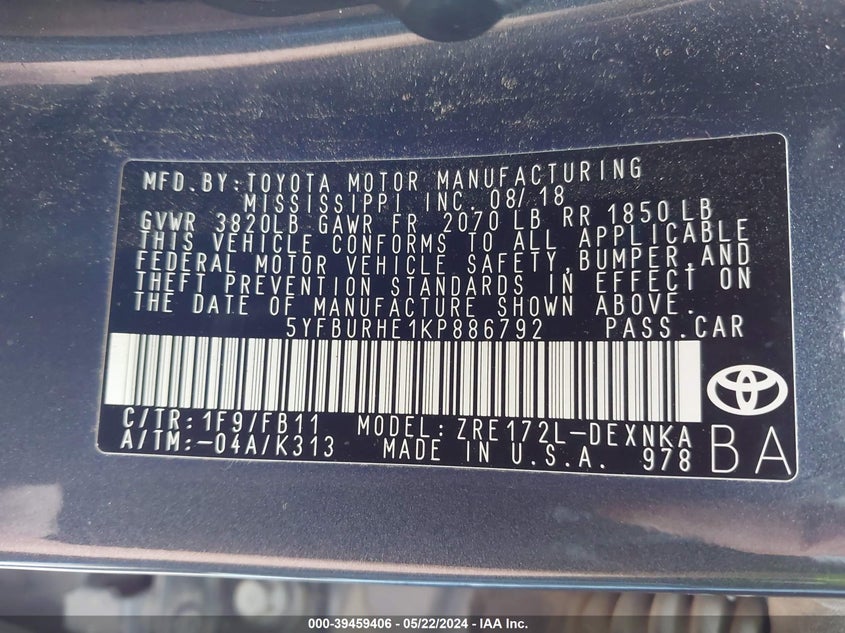 MFD.BY:TOYOTA MOTOR MANUFACTURING
MISSISSIPPI INC. 08/18
GVWR 3820LB GAWR FR 2070 LB RR 1850 LB
THIS VEHICLE CONFORMS TO ALL APPLICABLE
FEDERAL MOTOR VEHICLE SAFETY,BUMPER,AND
THEFT PREVENTION STANDARDS IN EFFECT ON
THE DATE OF MANUFACTURE SHOWN ABOVE.
5YFBURHE1KP886792 PASS.CAR
C/TR:1F9/FB11 MODEL:ZRE172L-DEXNKA
A/TM:-04A/K313 MADE IN U.S.A. 978
BA
000-39459406 - 05/22/2024 - IAA Inc.